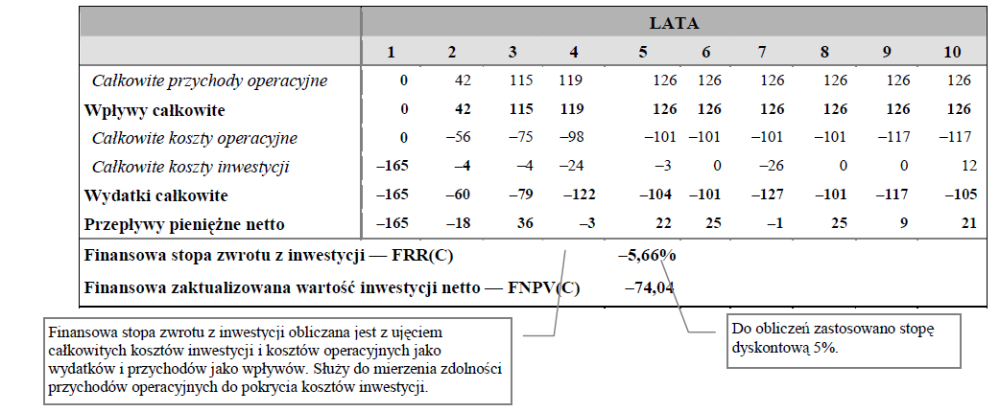 LATA
1 2 3 4 5 6 7 8 9 10
Całkowite przychody operacyjne 0 42 115 119 126 126 126 126 126 126
Wpływy całkowite 0 42 115 119 126 126 126 126 126 126
Całkowite koszty operacyjne 0 –56 –75 –98 –101 –101 –101 –101 –117 –117
Całkowite koszty inwestycji –165 –4 –4 –24 –3 0 –26 0 0 12
Wydatki całkowite –165 –60 –79 –122 –104 –101 –127 –101 –117 –105
Przepływy pieniężne netto –165 –18 36 –3 22 25 –1 25 9 21
Finansowa stopa zwrotu z inwestycji — FRR(C) –5,66%
Finansowa zaktualizowana wartość inwestycji netto — FNPV(C) –74,04
Finansowa stopa zwrotu z inwestycji obliczana jest z ujęciem
całkowitych kosztów inwestycji i kosztów operacyjnych jako
wydatków i przychodów jako wpływów. Służy do mierzenia zdolności
przychodów operacyjnych do pokrycia kosztów inwestycji.
Do obliczeń zastosowano stopę
dyskontową 5%.